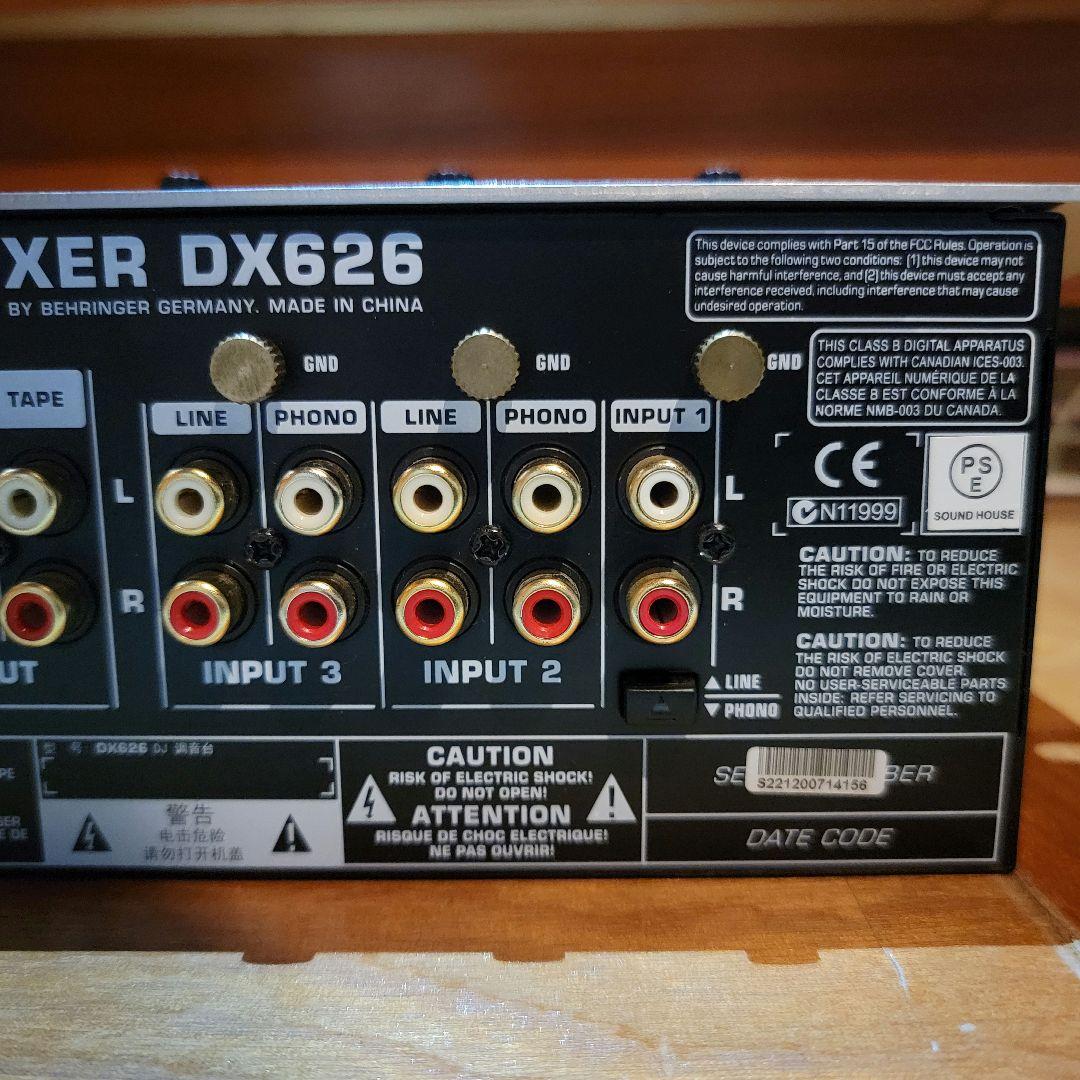 XER DX626
BY BEHRINGER GERMANY. MADE IN CHINA
This device complies with Part 15 of the FCC Rules. Operation is
subject to the following two conditions: (1) this device may not
cause harmful interference, and (2) this device must accept any
interference received, including interference that may cause
undesired operation.
GND
GND
GND
THIS CLASS B DIGITAL APPARATUS
COMPLIES WITH CANADIAN ICES-003.
CET APPAREIL NUMÉRIQUE DE LA
CLASSE B EST CONFORME À LA
NORME NMB-003 DU CANADA.
TAPE
LINE
PHONO
LINE
PHONO
INPUT 1
L
L
CE
N11999
PS
E
SOUND HOUSE
R
R
UT
INPUT 3
INPUT 2
LINE
PHONO
CAUTION: TO REDUCE
THE RISK OF FIRE OR ELECTRIC
SHOCK DO NOT EXPOSE THIS
EQUIPMENT TO RAIN OR
MOISTURE.
CAUTION: TO REDUCE
THE RISK OF ELECTRIC SHOCK
DO NOT REMOVE COVER.
NO USER-SERVICEABLE PARTS
INSIDE: REFER SERVICING TO
QUALIFIED PERSONNEL.
PE
GER
E DE
型 号 DX626 DJ 调音台
警告
电击危险
请勿打开机盖
CAUTION
RISK OF ELECTRIC SHOCK!
DO NOT OPEN!
ATTENTION
RISQUE DE CHOC ELECTRIQUE!
NE PAS OUVRIR!
SE BER
S221200714156
DATE CODE